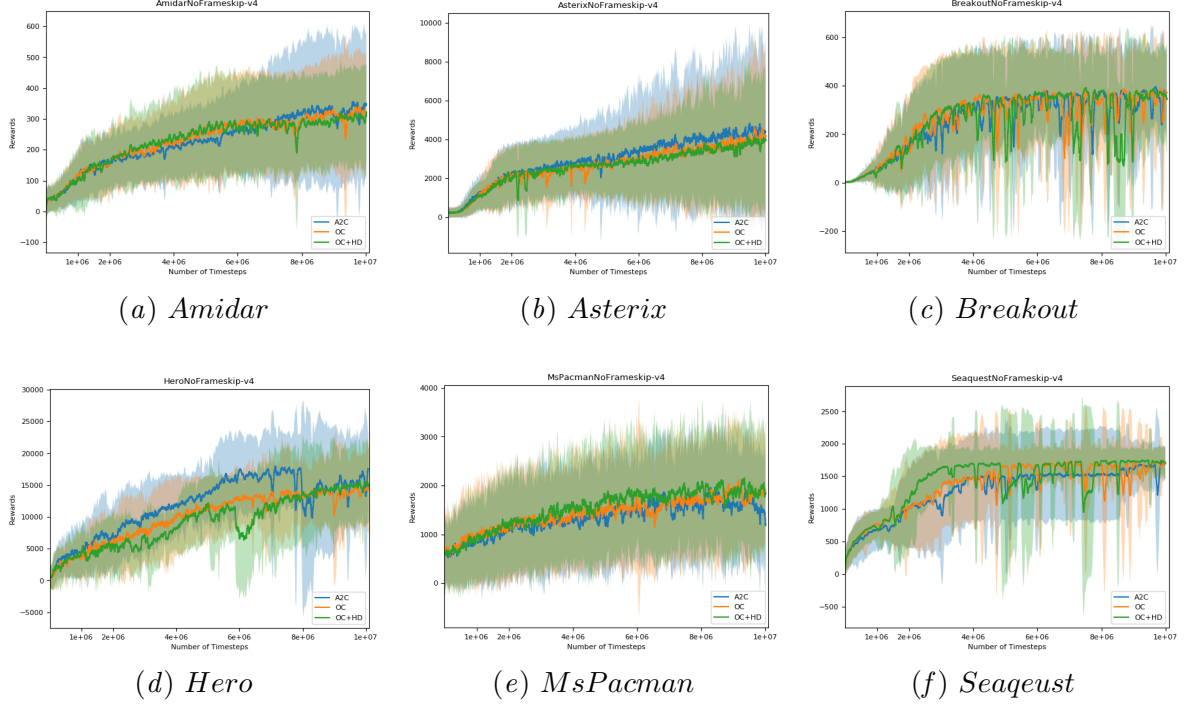 AmidarNoFrameskip-v4
600
500
400
300
200
100
0
−100
Rewards
1e+06
2e+06
4e+06
6e+06
8e+06
1e+07
Number of Timesteps
A2C
OC
OC+HD
(a) Amidar
AsterixNoFrameskip-v4
10000
8000
6000
4000
2000
0
Rewards
1e+06
2e+06
4e+06
6e+06
8e+06
1e+07
Number of Timesteps
A2C
OC
OC+HD
(b) Asterix
BreakoutNoFrameskip-v4
600
400
200
0
−200
Rewards
1e+06
2e+06
4e+06
6e+06
8e+06
1e+07
Number of Timesteps
A2C
OC
OC+HD
(c) Breakout
HeroNoFrameskip-v4
30000
25000
20000
15000
10000
5000
0
−5000
Rewards
1e+06
2e+06
4e+06
6e+06
8e+06
1e+07
Number of Timesteps
A2C
OC
OC+HD
(d) Hero
MsPacmanNoFrameskip-v4
4000
3000
2000
1000
0
Rewards
1e+06
2e+06
4e+06
6e+06
8e+06
1e+07
Number of Timesteps
A2C
OC
OC+HD
(e) MsPacman
SeaquestNoFrameskip-v4
2500
2000
1500
1000
500
0
−500
Rewards
1e+06
2e+06
4e+06
6e+06
8e+06
1e+07
Number of Timesteps
A2C
OC
OC+HD
(f) Seaqeust